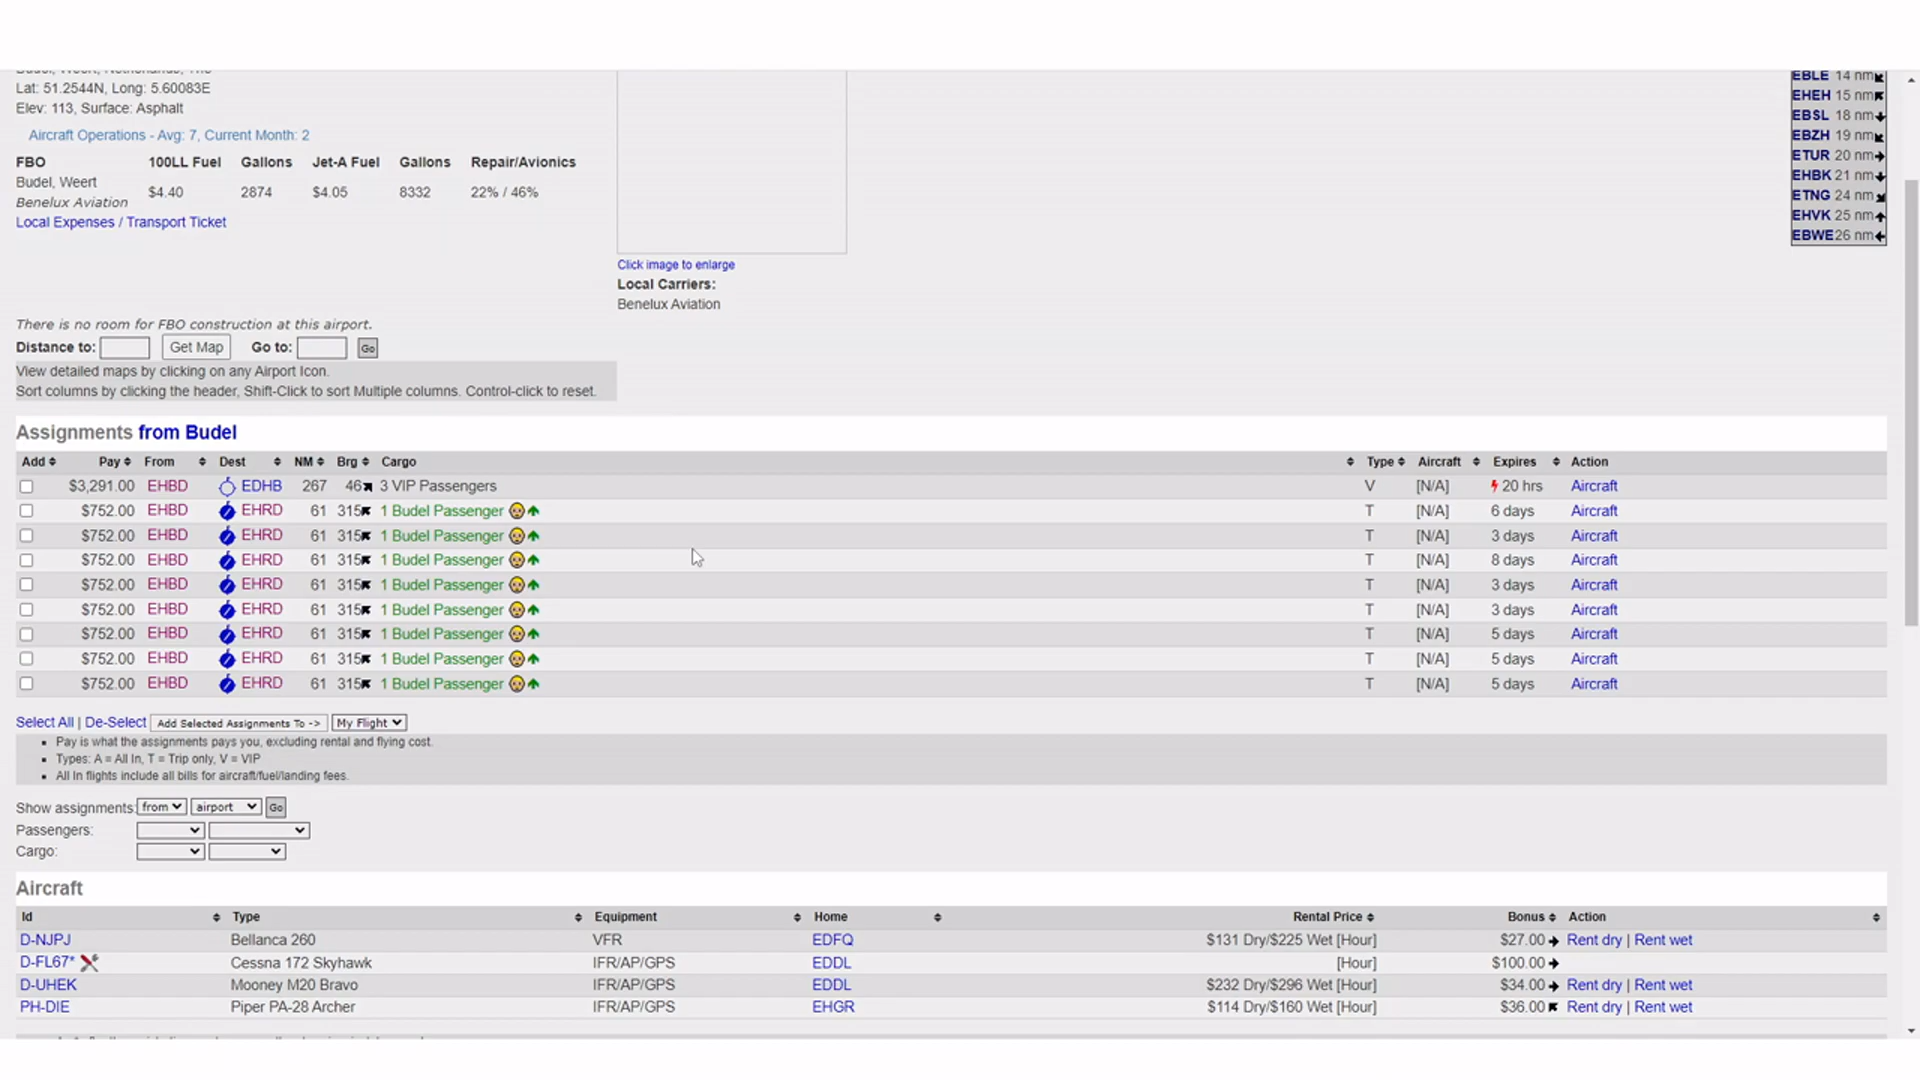 Budel, Weert, Netherlands, The
Lat: 51.2544N, Long: 5.60083E
Elev: 113, Surface: Asphalt
Aircraft Operations - Avg: 7, Current Month: 2
FBO 100LL Fuel Gallons Jet-A Fuel Gallons Repair/Avionics
Budel, Weert
Benelux Aviation $4.40 2874 $4.05 8332 22% / 46%
Local Expenses / Transport Ticket
Click image to enlarge
Local Carriers:
Benelux Aviation
EBLE 14 nm
EHEH 15 nm
EBSL 18 nm
EBZH 19 nm
ETUR 20 nm
EHBK 21 nm
ETNG 24 nm
EHVK 25 nm
EBWE 26 nm
There is no room for FBO construction at this airport.
Distance to: Get Map Go to: Go
View detailed maps by clicking on any Airport Icon.
Sort columns by clicking the header, Shift-Click to sort Multiple columns. Control-click to reset.
Assignments from Budel
Add Pay From Dest NM Brg Cargo Type Aircraft Expires Action
$3,291.00 EHBD EDHB 267 46 3 VIP Passengers V [N/A] 20 hrs Aircraft
$752.00 EHBD EHRD 61 315 1 Budel Passenger T [N/A] 6 days Aircraft
$752.00 EHBD EHRD 61 315 1 Budel Passenger T [N/A] 3 days Aircraft
$752.00 EHBD EHRD 61 315 1 Budel Passenger T [N/A] 8 days Aircraft
$752.00 EHBD EHRD 61 315 1 Budel Passenger T [N/A] 3 days Aircraft
$752.00 EHBD EHRD 61 315 1 Budel Passenger T [N/A] 3 days Aircraft
$752.00 EHBD EHRD 61 315 1 Budel Passenger T [N/A] 5 days Aircraft
$752.00 EHBD EHRD 61 315 1 Budel Passenger T [N/A] 5 days Aircraft
$752.00 EHBD EHRD 61 315 1 Budel Passenger T [N/A] 5 days Aircraft
Select All | De-Select Add Selected Assignments To -> My Flight
Pay is what the assignments pays you, excluding rental and flying cost.
Types: A = All In, T = Trip only, V = VIP
All In flights include all bills for aircraft/fuel/landing fees.
Show assignments: from airport Go
Passengers:
Cargo:
Aircraft
Id Type Equipment Home Rental Price Bonus Action
D-NJPJ Bellanca 260 VFR EDFQ $131 Dry/$225 Wet [Hour] $27.00 Rent dry | Rent wet
D-FL67* Cessna 172 Skyhawk IFR/AP/GPS EDDL [Hour] $100.00
D-UHEK Mooney M20 Bravo IFR/AP/GPS EDDL $232 Dry/$296 Wet [Hour] $34.00 Rent dry | Rent wet
PH-DIE Piper PA-28 Archer IFR/AP/GPS EHGR $114 Dry/$160 Wet [Hour] $36.00 Rent dry | Rent wet